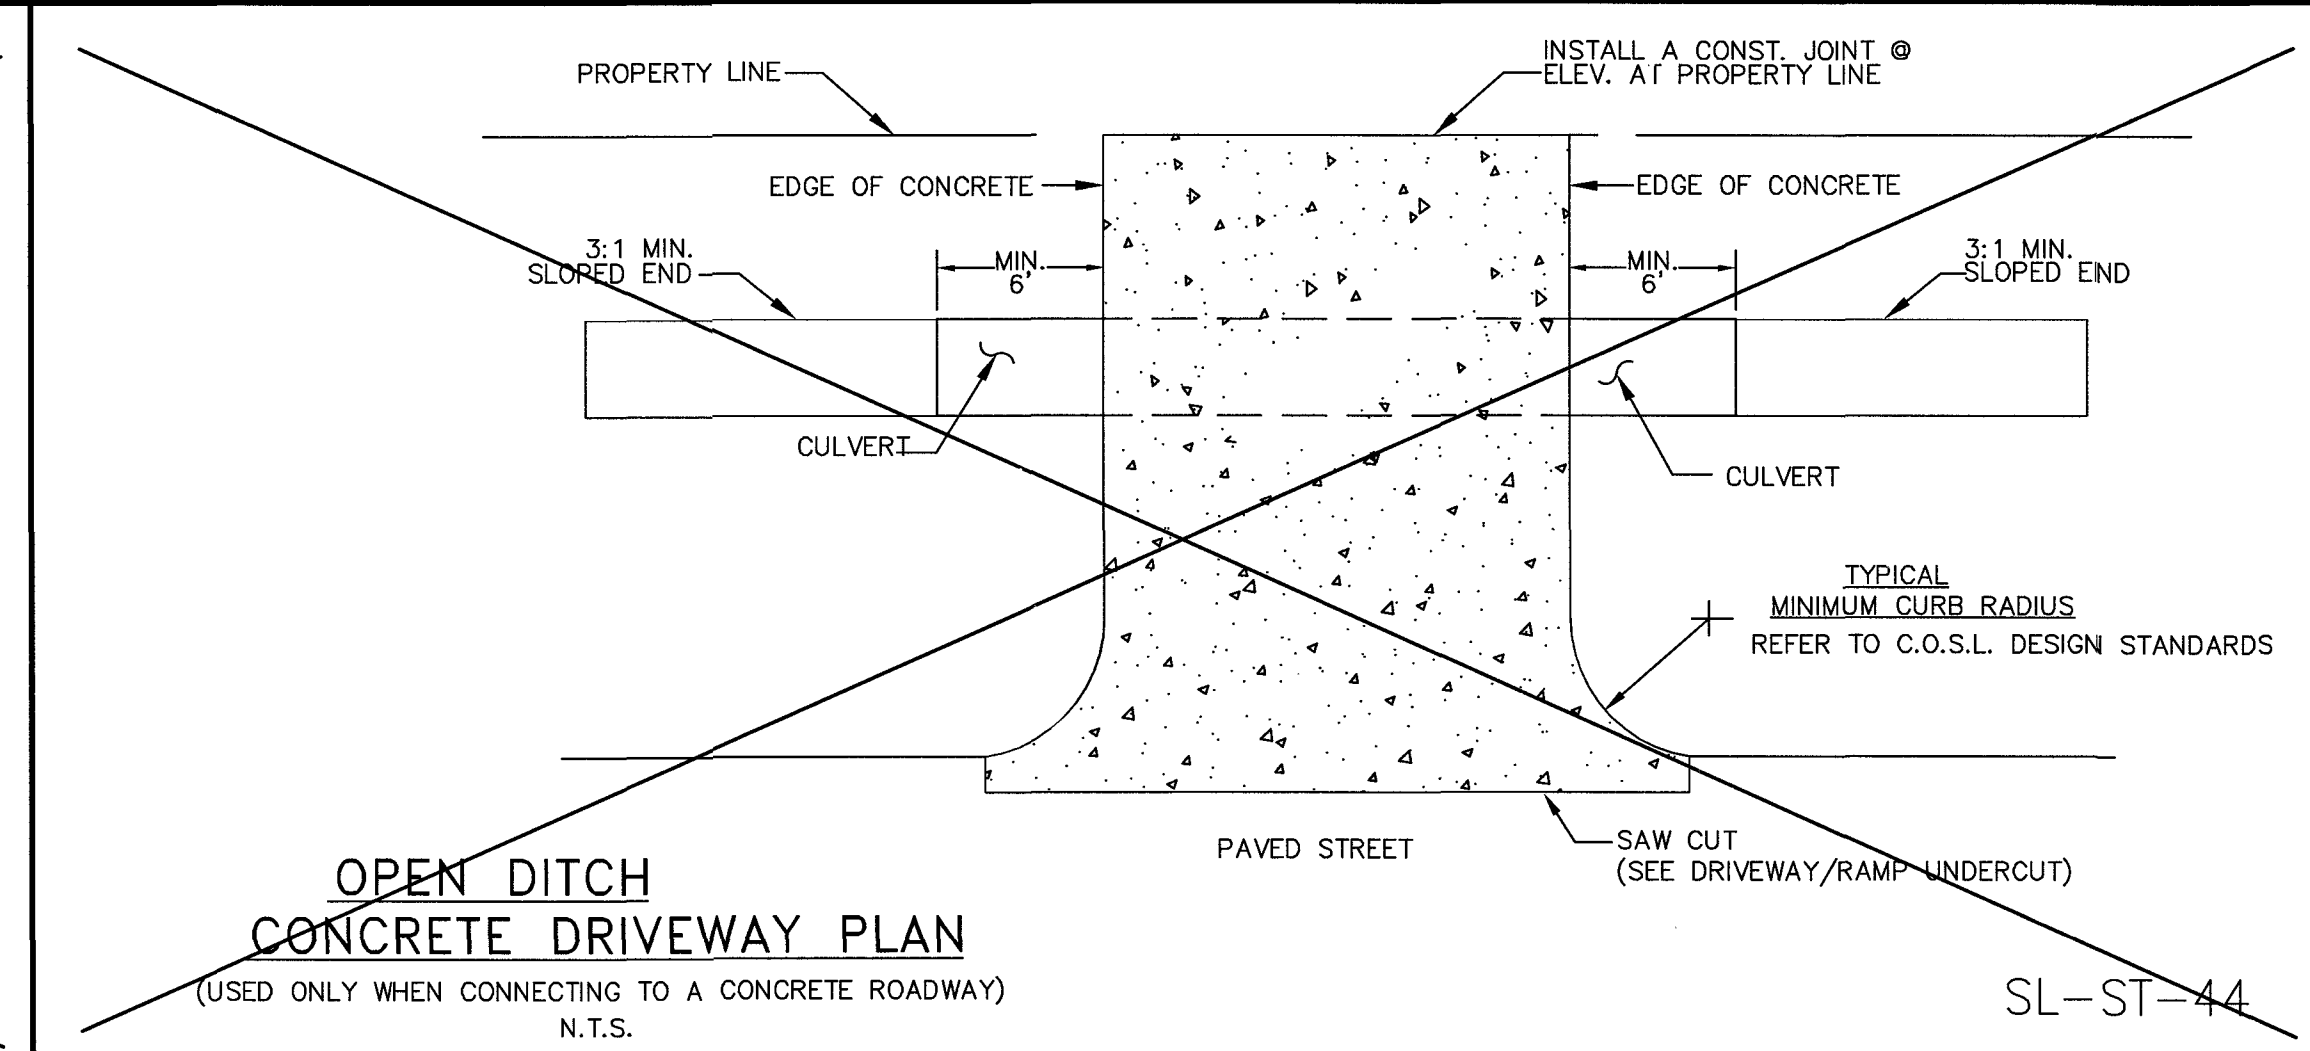 PROPERTY LINE
INSTALL A CONST. JOINT @
ELEV. AT PROPERTY LINE
EDGE OF CONCRETE
EDGE OF CONCRETE
3:1 MIN.
SLOPED END
MIN.
6'
MIN.
6'
3:1 MIN.
SLOPED END
CULVERT
CULVERT
TYPICAL
MINIMUM CURB RADIUS
REFER TO C.O.S.L. DESIGN STANDARDS
PAVED STREET
SAW CUT
(SEE DRIVEWAY/RAMP UNDERCUT)
OPEN DITCH
CONCRETE DRIVEWAY PLAN
(USED ONLY WHEN CONNECTING TO A CONCRETE ROADWAY)
N.T.S.
SL-ST-44